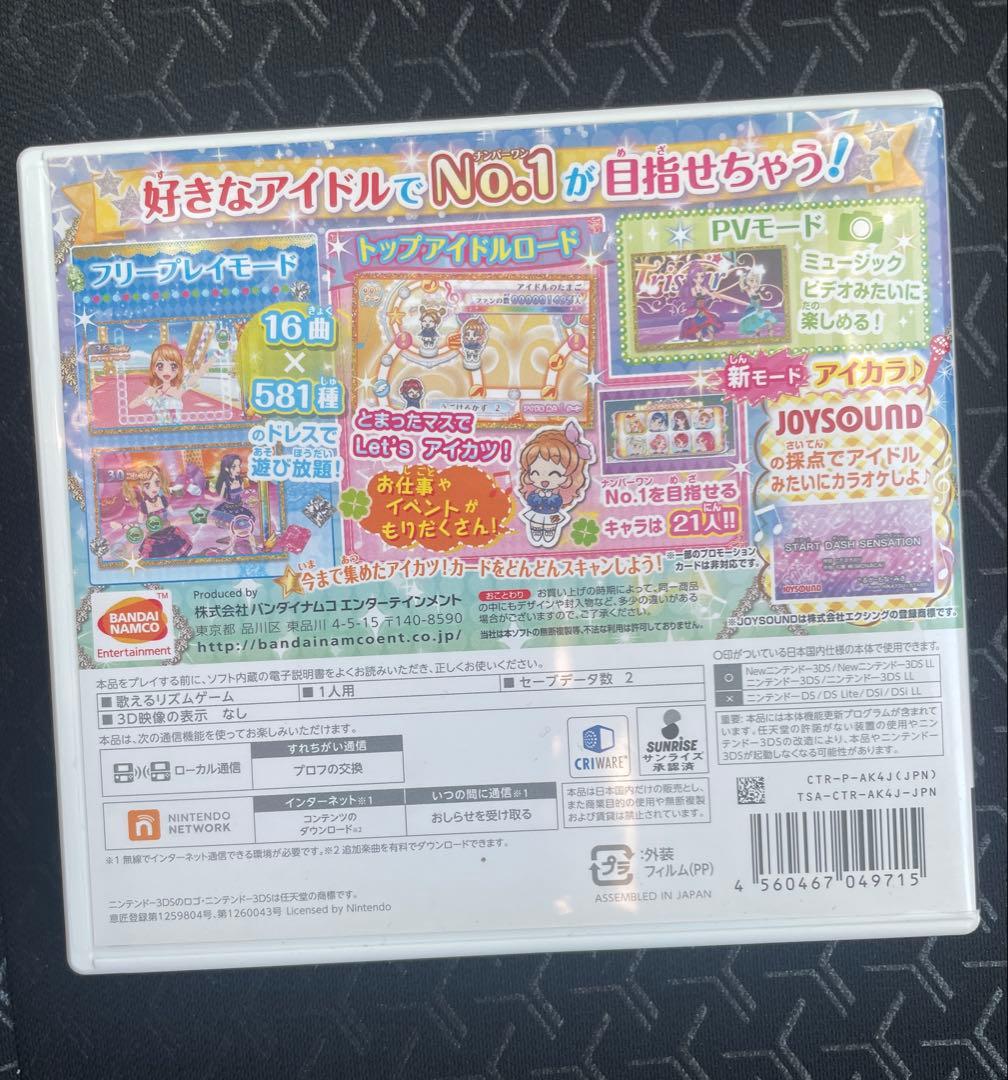 好きなアイドルでNo.1が目指せちゃう!
フリープレイモード
16曲
×
581種
のドレスで
遊び放題!
トップアイドルロード
アイドルのたまご
とまったマスで
Let's アイカツ!
お仕事や
イベントが
もりだくさん!
No.1を目指せる
キャラは 21人!!
PVモード
ミュージック
ビデオみたいに
楽しめる!
新モード アイカラ♪
JOYSOUND
の採点でアイドル
みたいにカラオケしよ♪
START DASH SENSATION
JOYSOUND
今まで集めたアイカツ!カードをどんどんスキャンしよう!
※一部のプロモーション
カードは非対応です。
※JOYSOUNDは株式会社エクシングの登録商標です。
BANDAI
NAMCO
Entertainment
Produced by
株式会社 バンダイナムコ エンターテインメント
東京都 品川区 東品川 4-5-15 〒140-8590
http://bandainamcoent.co.jp/
おことわり お買い上げの時期によって、同一商品
の中にもデザインや封入物など、多少の違いがある
場合がございますので、ご了承ください。
当社は本ソフトの無断複製等、不法な利用は許可しておりません。
本品をプレイする前に、ソフト内蔵の電子説明書をよくお読みいただき、正しくお使いください。
■ 歌えるリズムゲーム
■ 1人用
■ セーブデータ数 2
■ 3D映像の表示 なし
○印がついている日本国内仕様の本体で使用できます。
○ Newニンテンドー3DS/Newニンテンドー3DS LL
ニンテンドー3DS/ニンテンドー3DS LL
× ニンテンドーDS/DS Lite/DSi/DSi LL
重要:本品には本体機能更新プログラムが含まれて
います。任天堂の許諾がない装置の使用やニン
テンドー3DSの改造により、本品やニンテンドー
3DSが起動しなくなる可能性があります。
本品は、次の通信機能を使ってお楽しみいただけます。
ローカル通信
すれちがい通信
プロフの交換
NINTENDO
NETWORK
インターネット※1
コンテンツの
ダウンロード※2
いつの間に通信※1
おしらせを受け取る
※1 無線でインターネット通信できる環境が必要です。※2 追加楽曲を有料でダウンロードできます。
CRIWARE
SUNRISE
サンライズ
承認済
本品は日本国内だけの販売とし、
また商業目的の使用や無断複製
および賃貸は禁止します。
CTR-P-AK4J(JPN)
TSA-CTR-AK4J-JPN
プラ
:外装
フィルム(PP)
ASSEMBLED IN JAPAN
4 560467 049715
ニンテンドー3DSのロゴ・ニンテンドー3DSは任天堂の商標です。
意匠登録第1259804号、第1260043号 Licensed by Nintendo